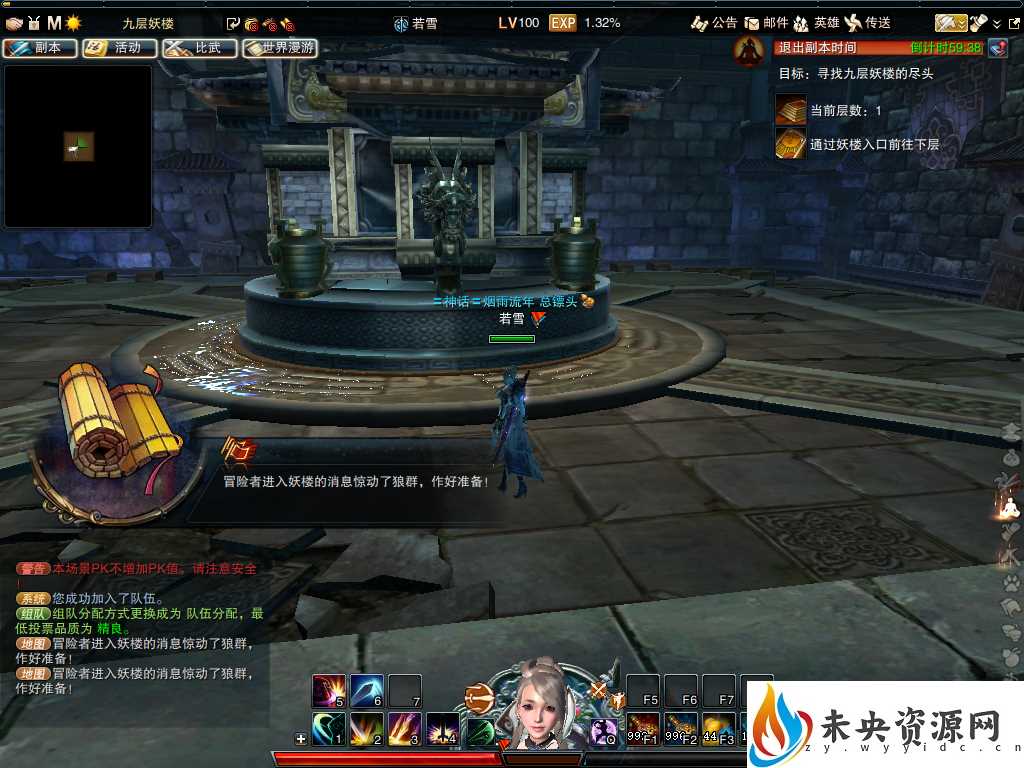 M
九层妖楼
若雪
LV100 EXP 1.32%
公告 邮件 英雄 传送
副本 活动 比武 世界漫游
退出副本时间 倒计时59:38
目标：寻找九层妖楼的尽头
当前层数：1
通过妖楼入口前往下层
=神话=烟雨流年 总镖头
若雪
冒险者进入妖楼的消息惊动了狼群，作好准备！
警告 本场景PK不增加PK值。请注意安全
！
系统 您成功加入了队伍。
组队 组队分配方式更换成为 队伍分配，最
低投票品质为 精良。
地图 冒险者进入妖楼的消息惊动了狼群，
作好准备！
地图 冒险者进入妖楼的消息惊动了狼群，
作好准备！
5 6 7 F5 F6 F7
1 2 3 4 Q 99 F1 99 F2 44 F3
未央资源网
zy.wyyidc.cn